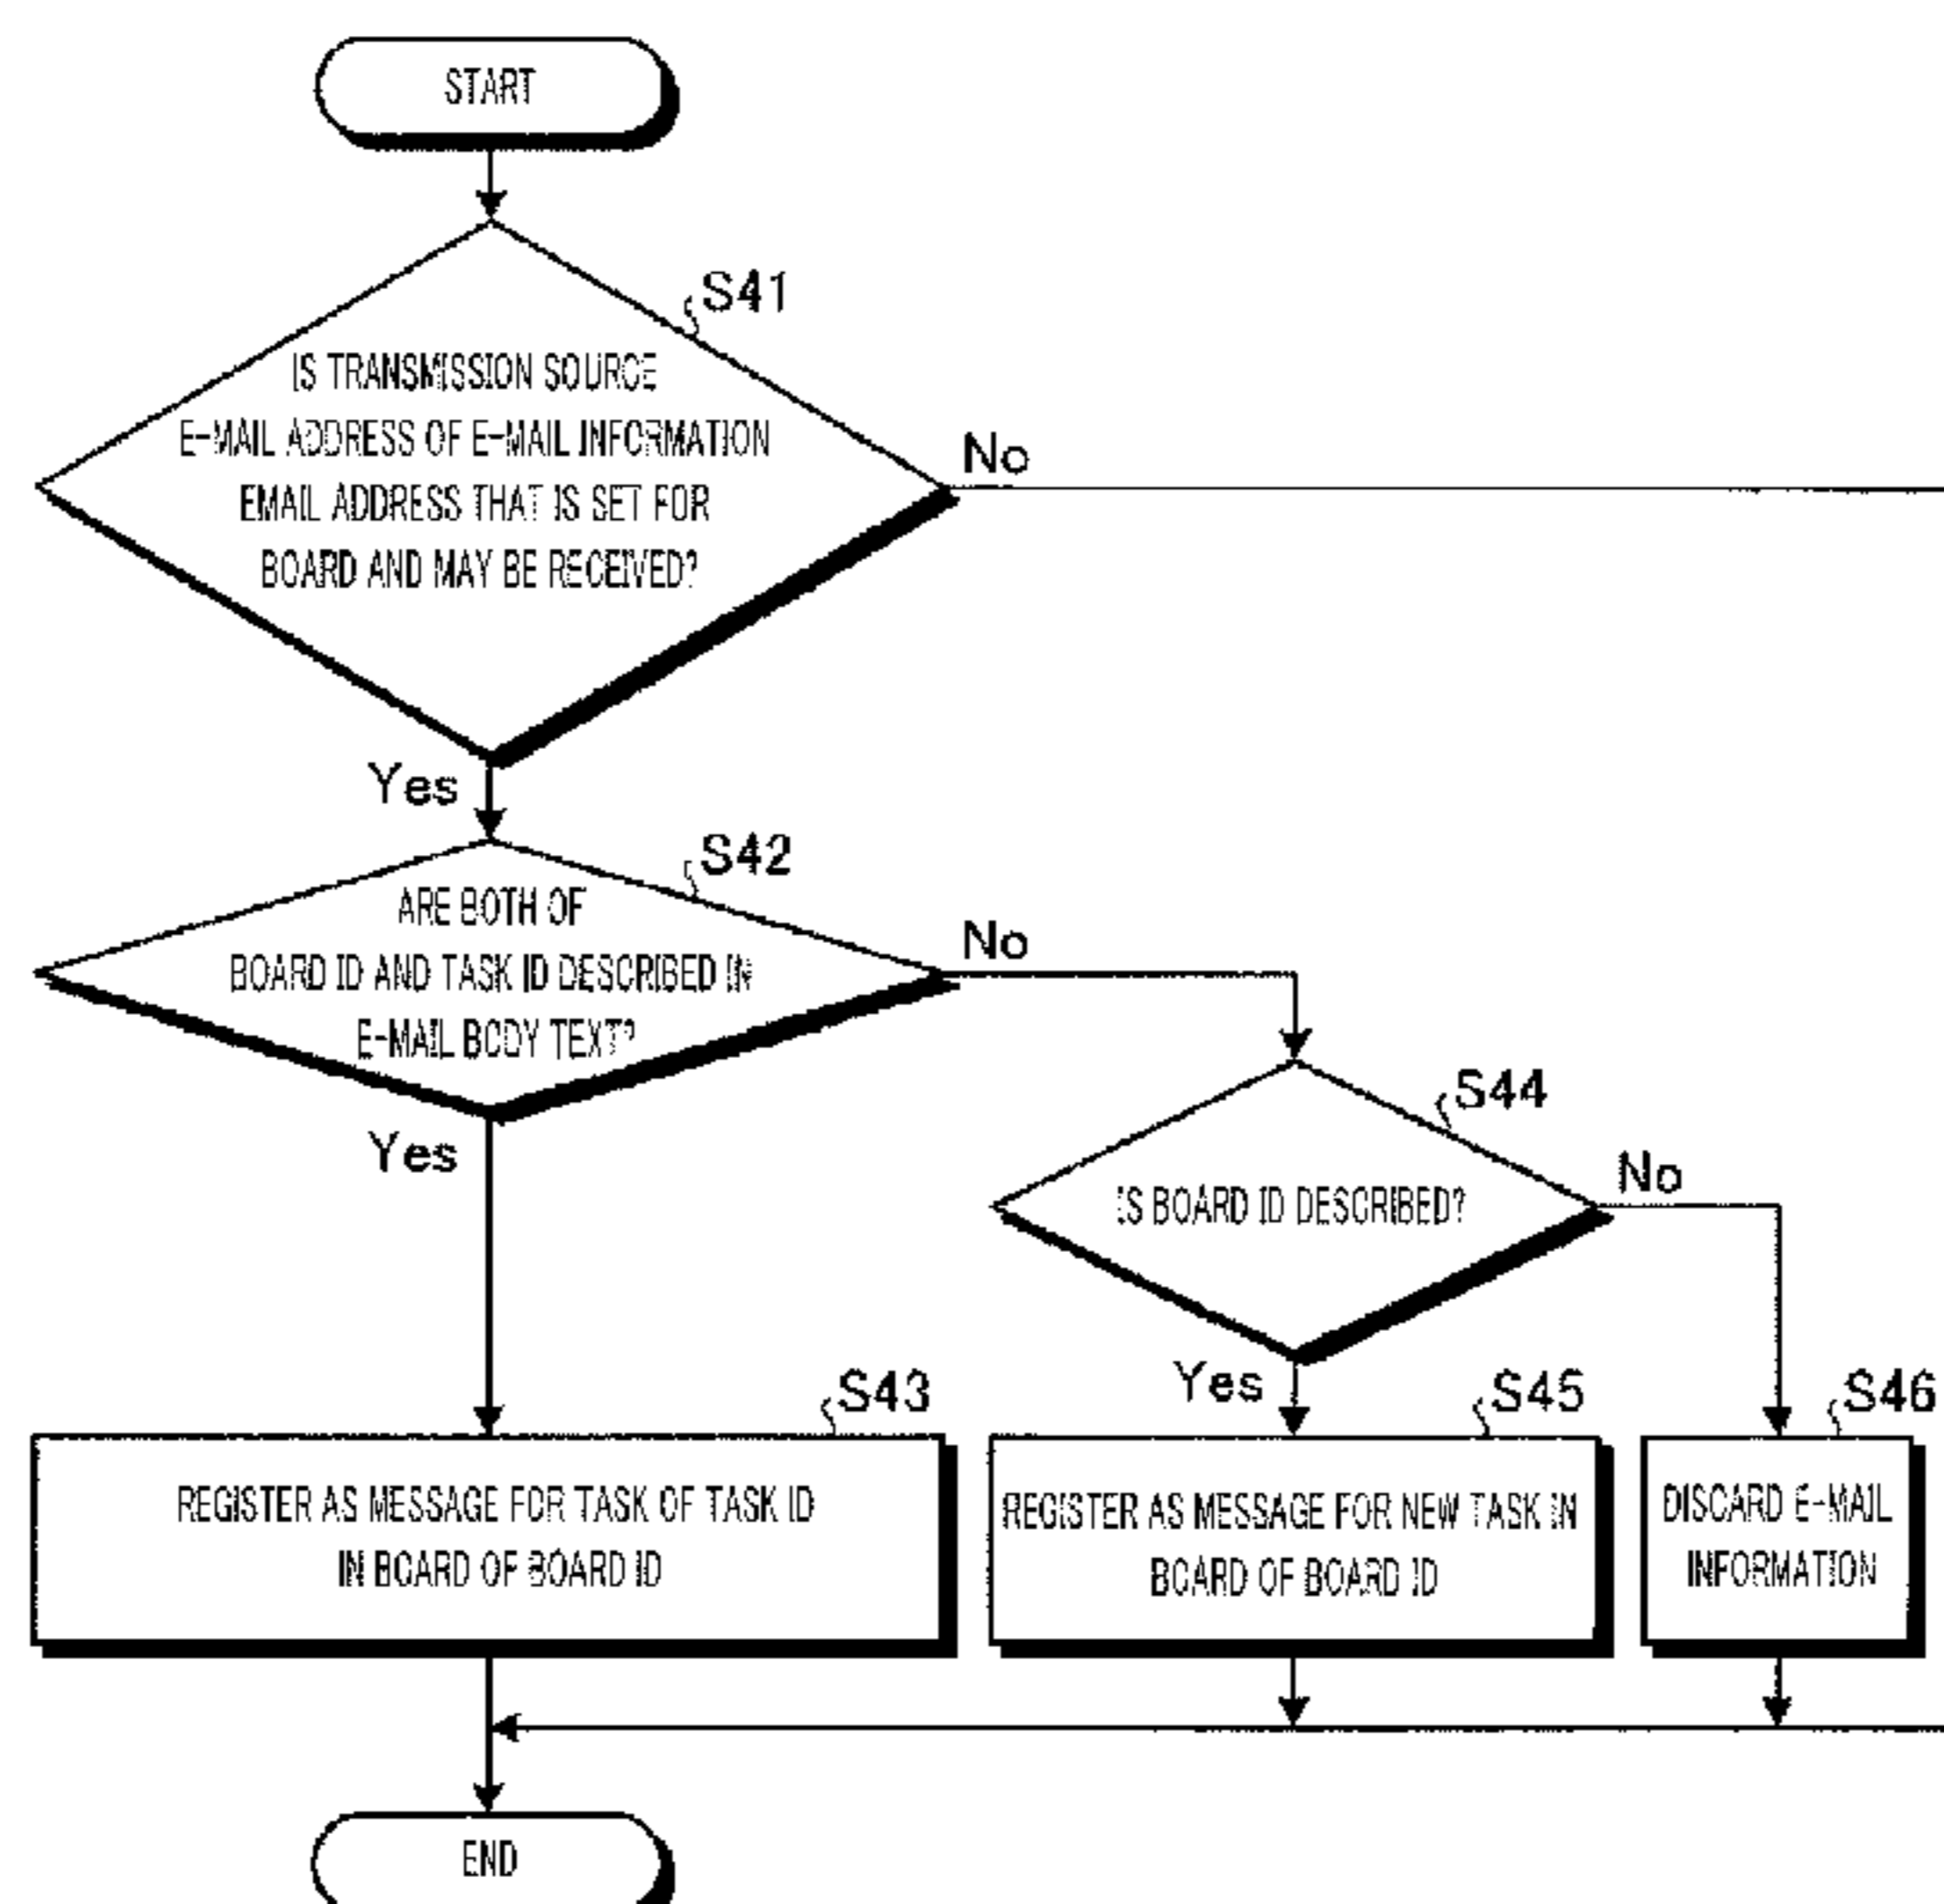 START
S41
IS TRANSMISSION SOURCE
E-MAIL ADDRESS OF E-MAIL INFORMATION
EMAIL ADDRESS THAT IS SET FOR
BOARD AND MAY BE RECEIVED?
No
Yes
S42
ARE BOTH OF
BOARD ID AND TASK ID DESCRIBED IN
E-MAIL BODY TEXT?
No
Yes
S44
IS BOARD ID DESCRIBED?
No
Yes
S43
REGISTER AS MESSAGE FOR TASK OF TASK ID
IN BOARD OF BOARD ID
S45
REGISTER AS MESSAGE FOR NEW TASK IN
BOARD OF BOARD ID
S46
DISCARD E-MAIL
INFORMATION
END